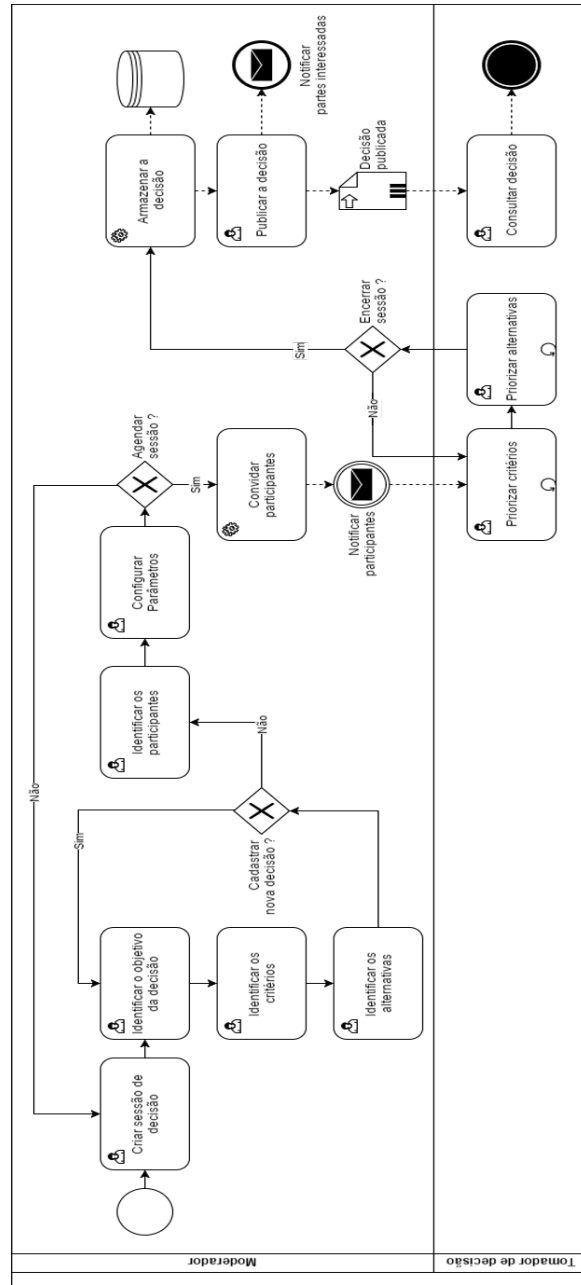 Moderador
Tomador de decisão
Criar sessão de
decisão
Identificar o objetivo
da decisão
Identificar os
critérios
Identificar os
alternativas
Cadastrar
nova decisão ?
Sim
Não
Identificar os
participantes
Configurar
Parâmetros
Agendar
sessão ?
Não
Sim
Convidar
participantes
Notificar
participantes
Priorizar critérios
Priorizar alternativas
Encerrar
sessão ?
Não
Sim
Armazenar a
decisão
Publicar a decisão
Notificar
partes interessadas
Decisão
publicada
Consultar decisão